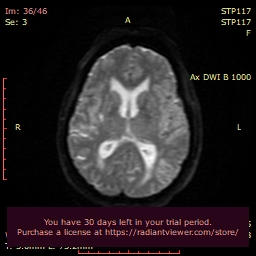 Im: 36/46
Se: 3
A
STP117
STP117
F
Ax DWI B 1000
R
L
You have 30 days left in your trial period.
Purchase a license at https://radiantviewer.com/store/